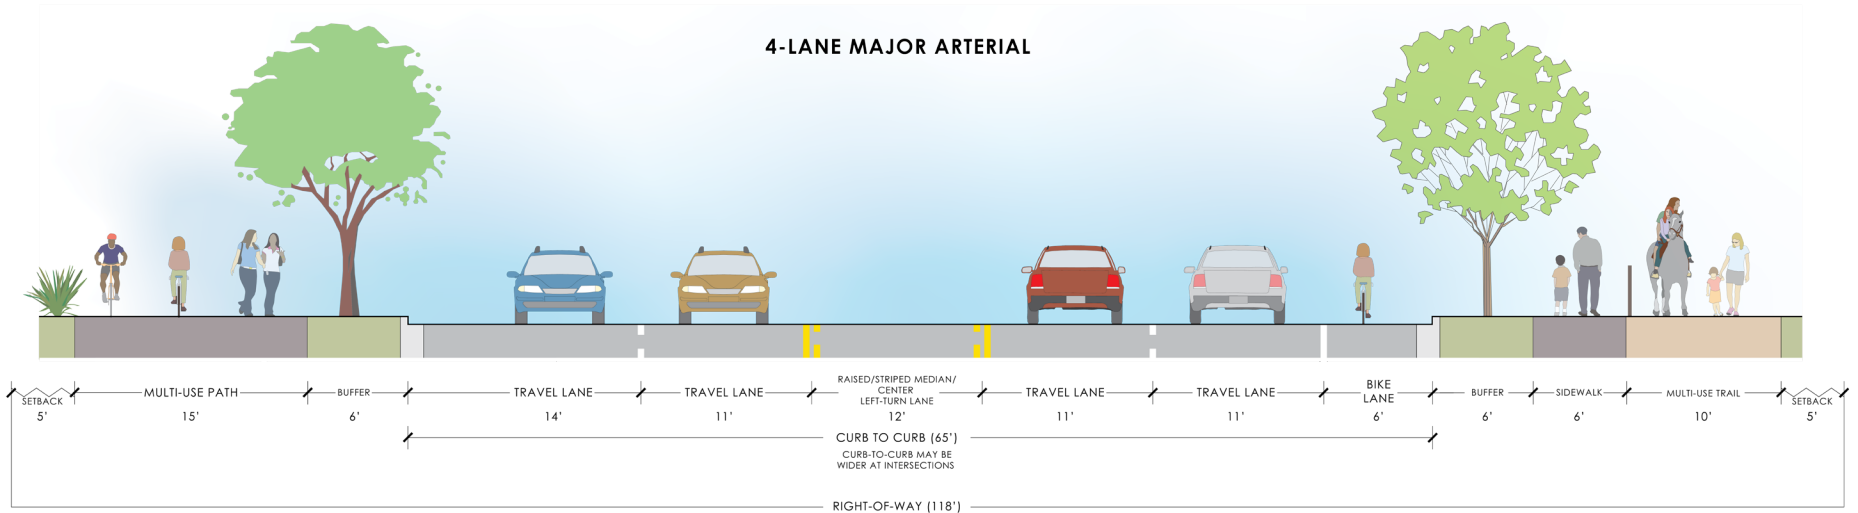 4-LANE MAJOR ARTERIAL
SETBACK
5'
MULTI-USE PATH
15'
BUFFER
6'
TRAVEL LANE
14'
TRAVEL LANE
11'
RAISED/STRIPED MEDIAN/
CENTER
LEFT-TURN LANE
12'
TRAVEL LANE
11'
TRAVEL LANE
11'
BIKE
LANE
6'
BUFFER
6'
SIDEWALK
6'
MULTI-USE TRAIL
10'
SETBACK
5'
CURB TO CURB (65')
CURB-TO-CURB MAY BE
WIDER AT INTERSECTIONS
RIGHT-OF-WAY (118')